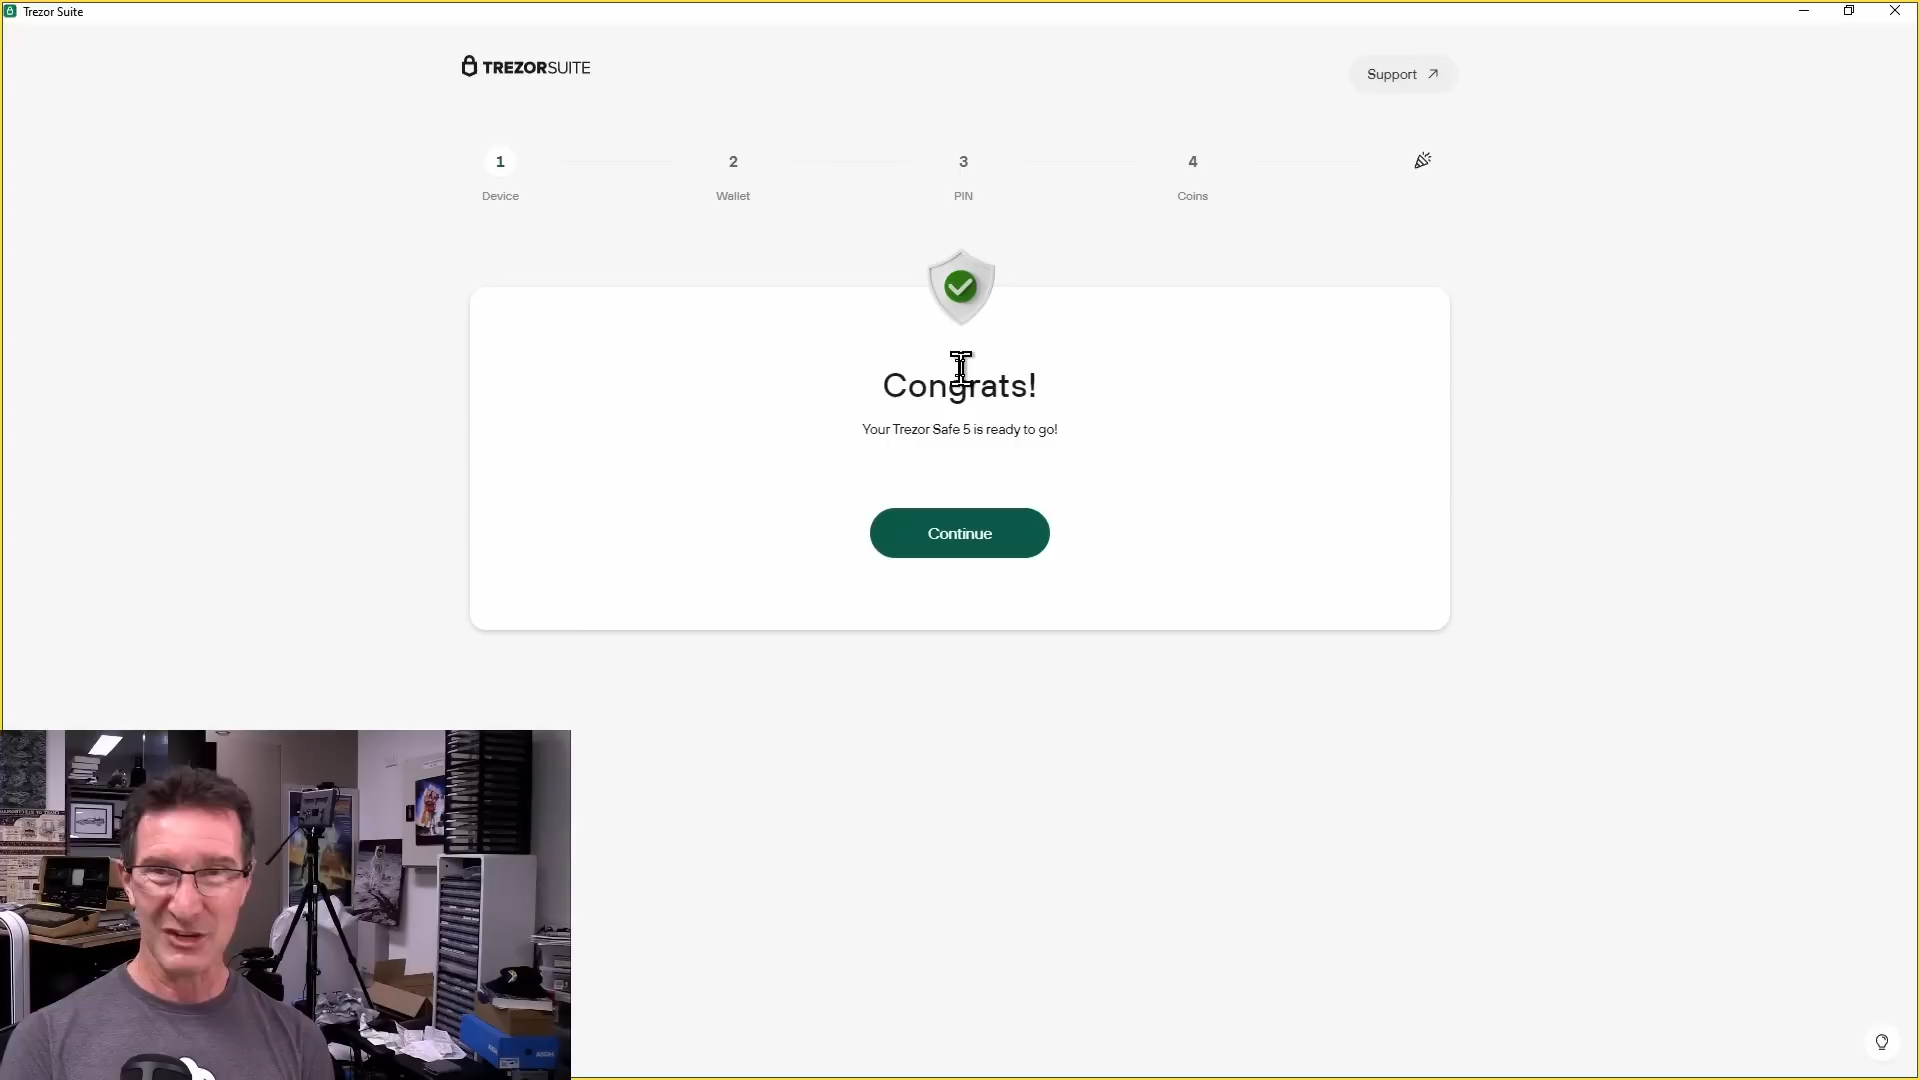 Trezor Suite
TREZORSUITE
Support
1
2
3
4
Device
Wallet
PIN
Coins
Congrats!
Your Trezor Safe 5 is ready to go!
Continue